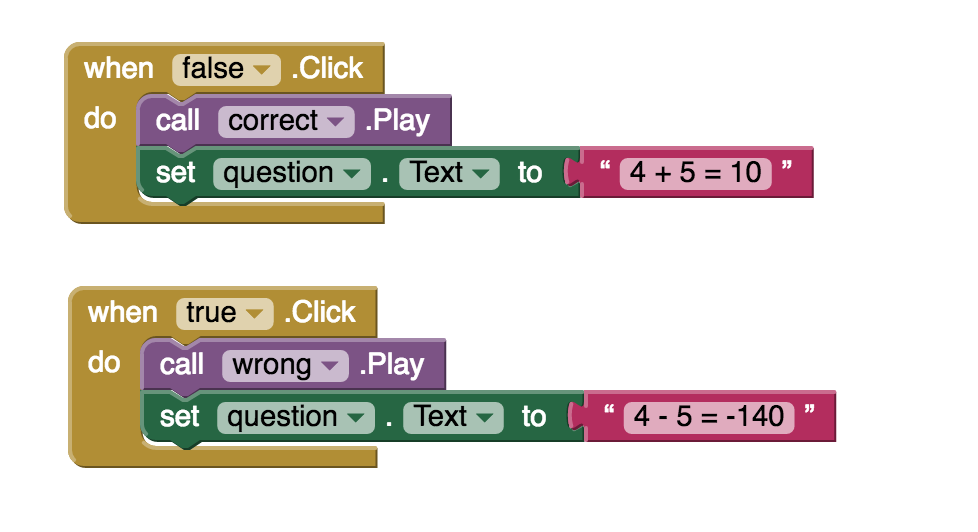 when false .Click
do call correct .Play
set question . Text to “ 4 + 5 = 10 ”
when true .Click
do call wrong .Play
set question . Text to “ 4 - 5 = -140 ”